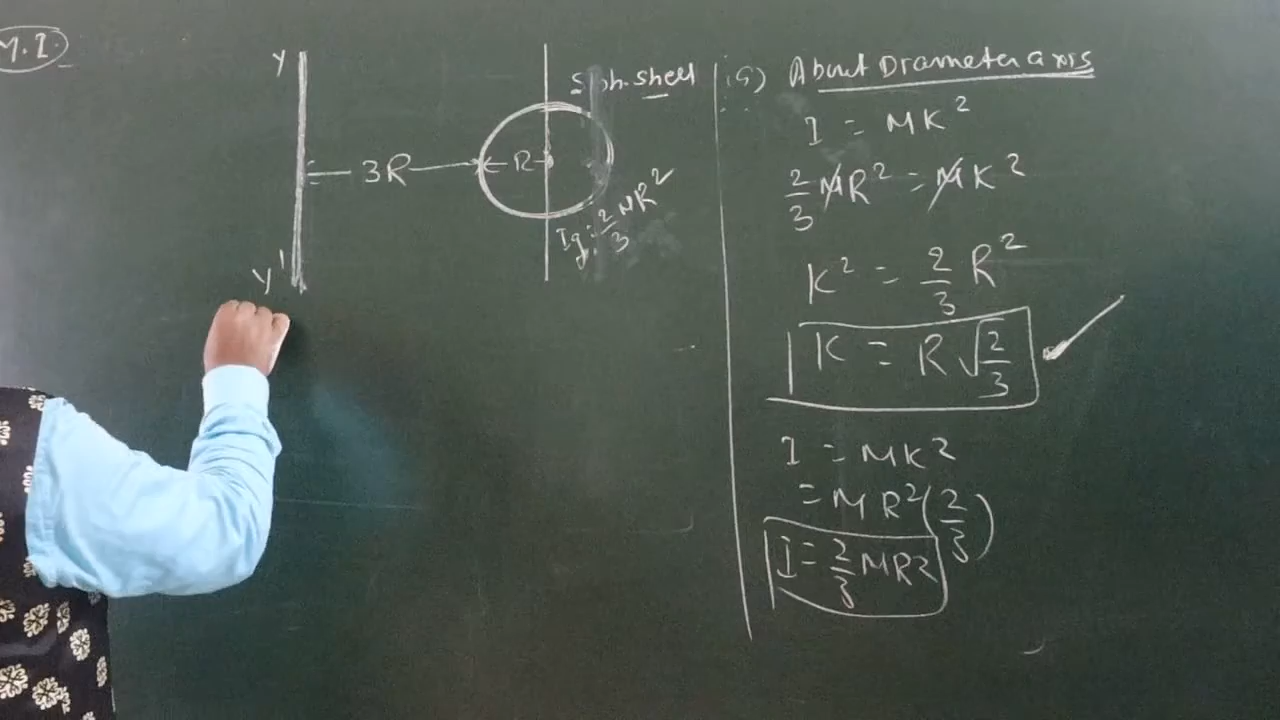 M.I
Y
3R
R
Y'
Sph. shell
Ig = 2/3 MR²
(a) About Diameter axis
I = MK²
2/3 MR² = MK²
K² = 2/3 R²
K = R√2/3
I = MK²
= MR²(2/3)
I = 2/3 MR²